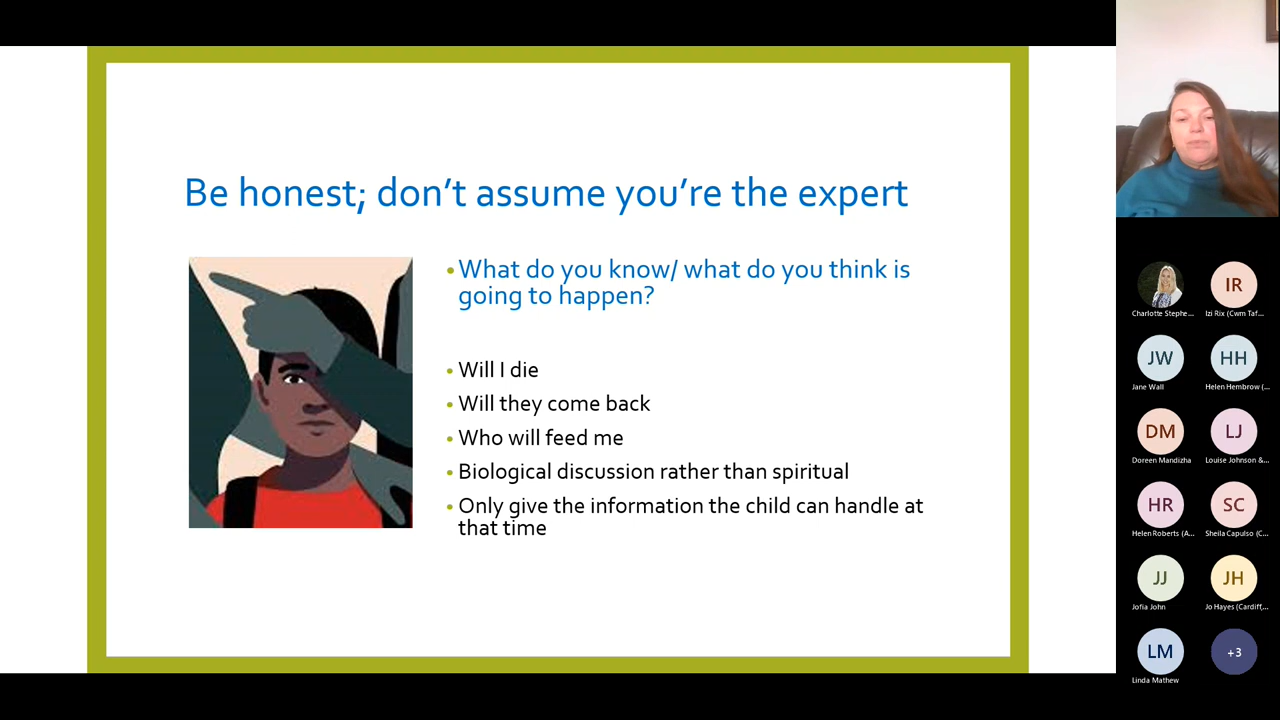 Be honest; don’t assume you’re the expert
•What do you know/ what do you think is
going to happen?
• Will I die
• Will they come back
• Who will feed me
• Biological discussion rather than spiritual
• Only give the information the child can handle at
that time
IR
Charlotte Stephe...
Izi Rix (Cwm Taf...
JW
HH
Jane Wall
Helen Hembrow (...
DM
LJ
Doreen Mandizha
Louise Johnson &...
HR
SC
Helen Roberts (A...
Sheila Capulso (C...
JJ
JH
Jofia John
Jo Hayes (Cardiff,...
LM
+3
Linda Mathew